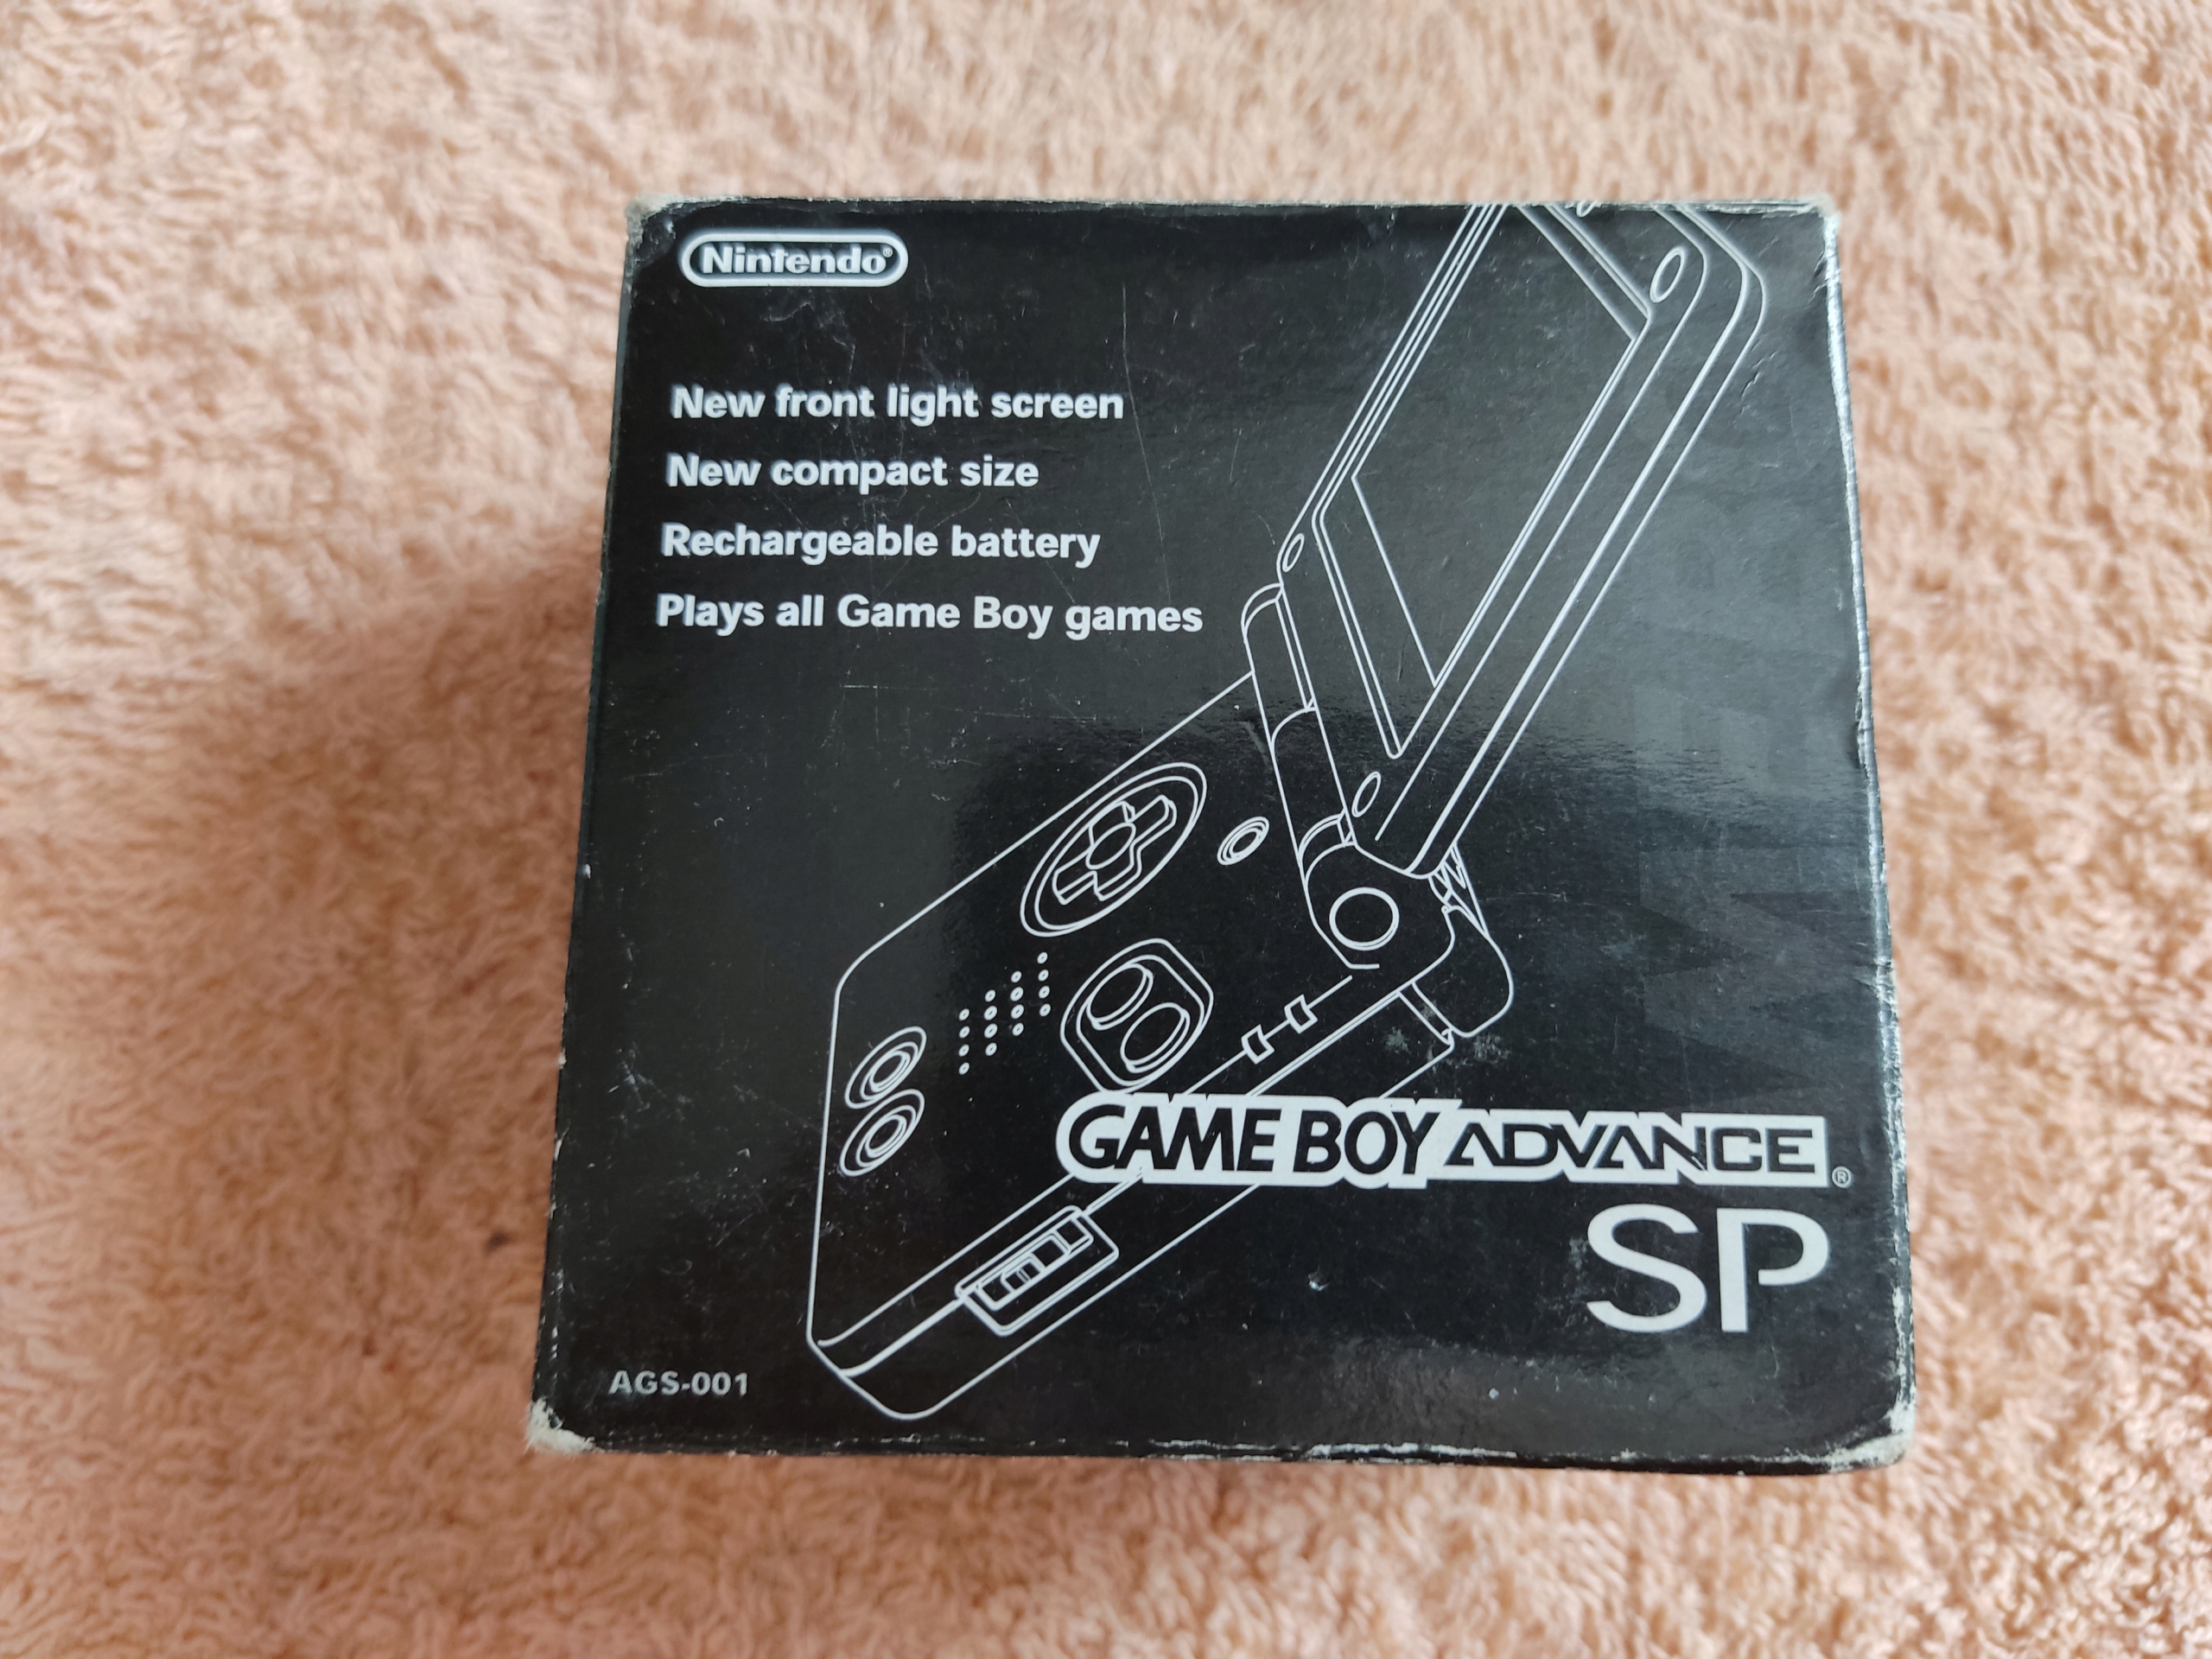 Nintendo®
New front light screen
New compact size
Rechargeable battery
Plays all Game Boy games
GAME BOY ADVANCE®
SP
AGS-001